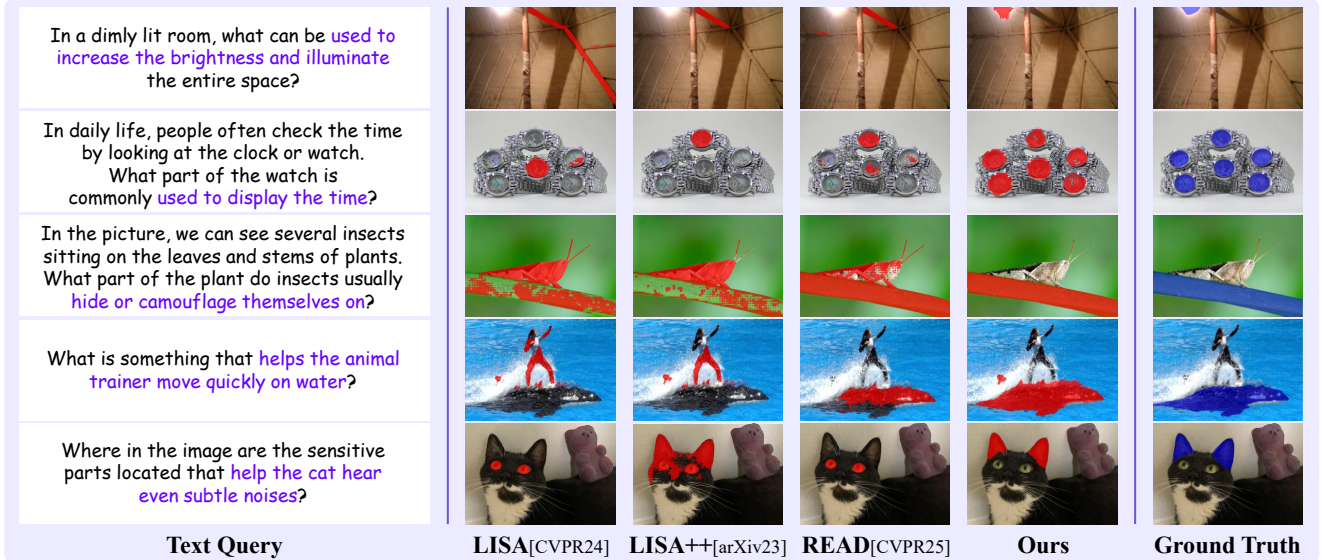 In a dimly lit room, what can be used to
increase the brightness and illuminate
the entire space?
In daily life, people often check the time
by looking at the clock or watch.
What part of the watch is
commonly used to display the time?
In the picture, we can see several insects
sitting on the leaves and stems of plants.
What part of the plant do insects usually
hide or camouflage themselves on?
What is something that helps the animal
trainer move quickly on water?
Where in the image are the sensitive
parts located that help the cat hear
even subtle noises?
Text Query LISA[CVPR24] LISA++[arXiv23] READ[CVPR25] Ours Ground Truth